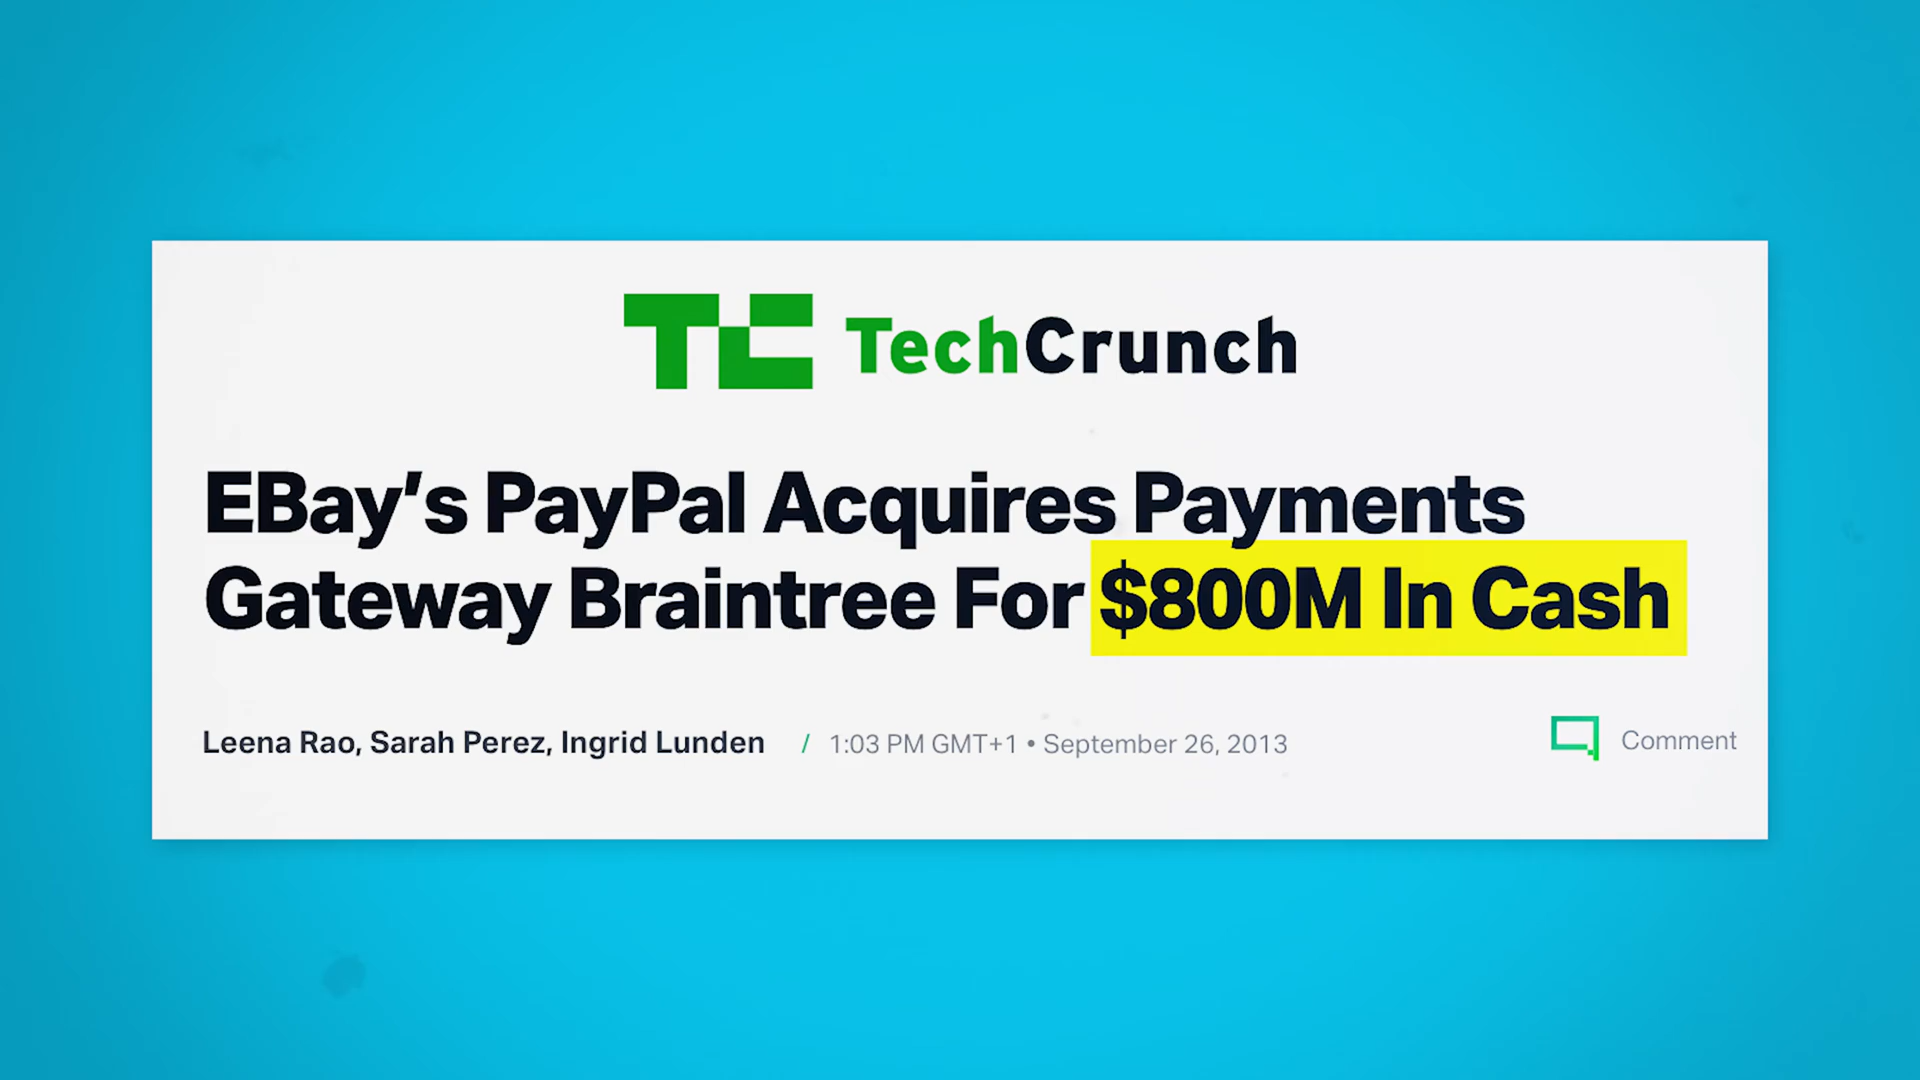 TC TechCrunch
EBay’s PayPal Acquires Payments
Gateway Braintree For $800M In Cash
Leena Rao, Sarah Perez, Ingrid Lunden / 1:03 PM GMT+1 • September 26, 2013 Comment